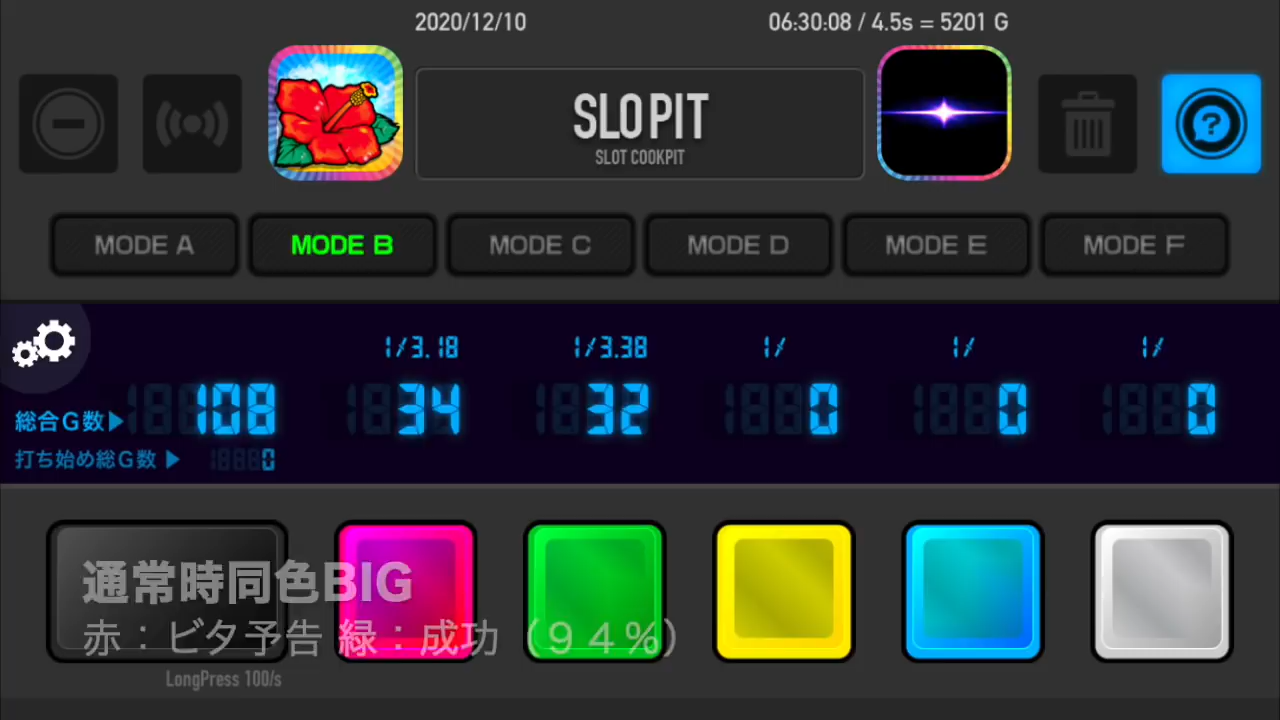 2020/12/10
06:30:08 / 4.5s = 5201 G
SLOPIT
SLOT COOKPIT
MODE A
MODE B
MODE C
MODE D
MODE E
MODE F
1/3.18
1/3.38
1/
1/
1/
総合G数▶ 108
34
32
0
0
0
打ち始め総G数 ▶ 0
通常時同色BIG
赤：ビタ予告 緑：成功（９４％）
LongPress 100/s